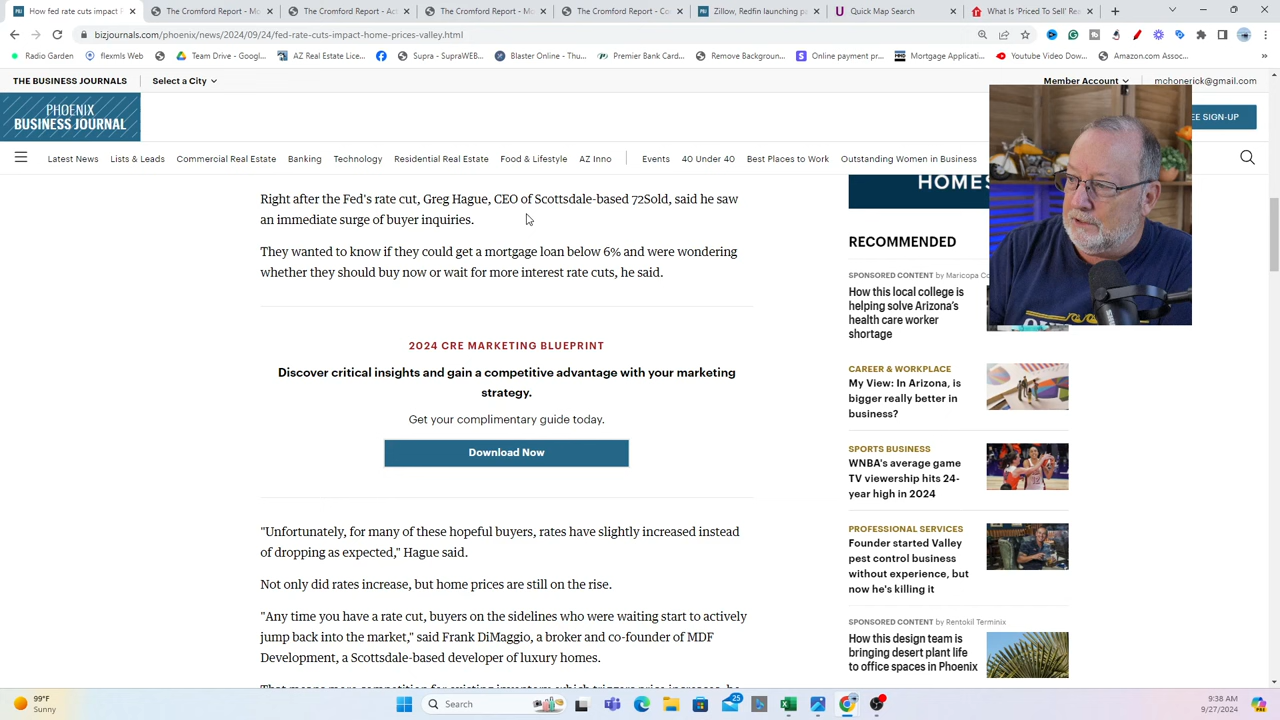 How the Fed's rate cut impact F
The Cromford Report - Me
The Cromford Report - Ac
The Cromford Report - M
The Cromford Report - Con
Zillow, Redfin launching pr
Quick Map Search
The Cromford Report - Act
bizjournals.com/phoenix/news/2024/09/24/fed-rate-cuts-impact-home-prices-valley.html
Radio Garden
flexmls Web
Team Drive - Googl...
AZ Real Estate...
Supra - SupraWEB...
Blaster Online - Thu...
Premier Bank Card...
Remove Backgroun...
Online payment pr...
Mortgage Applicati...
Youtube Video Dow...
Amazon.com Assoc...
»
THE BUSINESS JOURNALS
Select a City
Member Account
mchonerick@gmail.com
PHOENIX
BUSINESS JOURNAL
EE SIGN-UP
Latest News Lists & Leads Commercial Real Estate Banking Technology Residential Real Estate Food & Lifestyle AZ Inno Events 40 Under 40 Best Places to Work Outstanding Women in Business
Right after the Fed's rate cut, Greg Hague, CEO of Scottsdale-based 72Sold, said he saw
an immediate surge of buyer inquiries.
They wanted to know if they could get a mortgage loan below 6% and were wondering
whether they should buy now or wait for more interest rate cuts, he said.
2024 CRE MARKETING BLUEPRINT
Discover critical insights and gain a competitive advantage with your marketing
strategy.
Get your complimentary guide today.
Download Now
"Unfortunately, for many of these hopeful buyers, rates have slightly increased instead
of dropping as expected," Hague said.
Not only did rates increase, but home prices are still on the rise.
"Any time you have a rate cut, buyers on the sidelines who were waiting start to actively
jump back into the market," said Frank DiMaggio, a broker and co-founder of MDF
Development, a Scottsdale-based developer of luxury homes.
HOMES
RECOMMENDED
SPONSORED CONTENT by Maricopa Co
How this local college is
helping solve Arizona's
health care worker
shortage
CAREER & WORKPLACE
My View: In Arizona, is
bigger really better in
business?
SPORTS BUSINESS
WNBA's average game
TV viewership hits 24-
year high in 2024
PROFESSIONAL SERVICES
Founder started Valley
pest control business
without experience, but
now he's killing it
SPONSORED CONTENT by Rentokil Terminix
How this design team is
bringing desert plant life
to office spaces in Phoenix
99°F
Sunny
Search
25
9:38 AM
9/27/2024